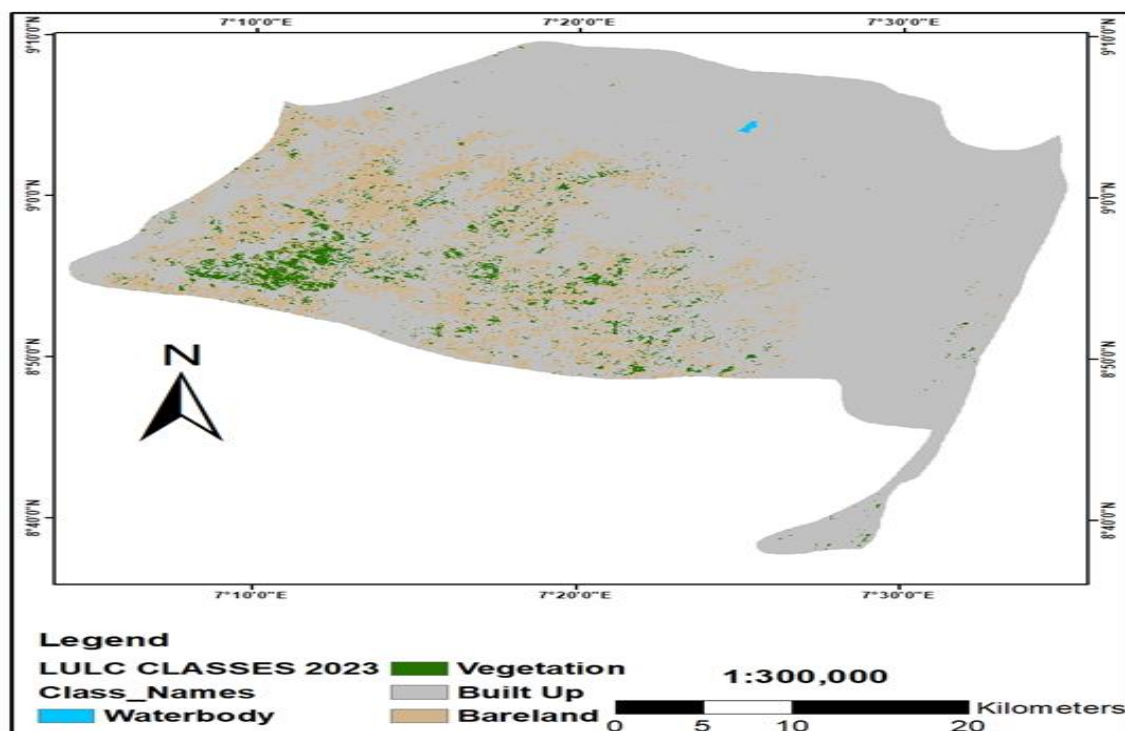 7°10'0"E 7°20'0"E 7°30'0"E
9°10'0"N 9°10'0"N
9°0'0"N 9°0'0"N
8°50'0"N 8°50'0"N
8°40'0"N 8°40'0"N
N
7°10'0"E 7°20'0"E 7°30'0"E
Legend
LULC CLASSES 2023
Class_Names
Waterbody
Vegetation
Built Up
Bareland
1:300,000
Kilometers
0 5 10 20